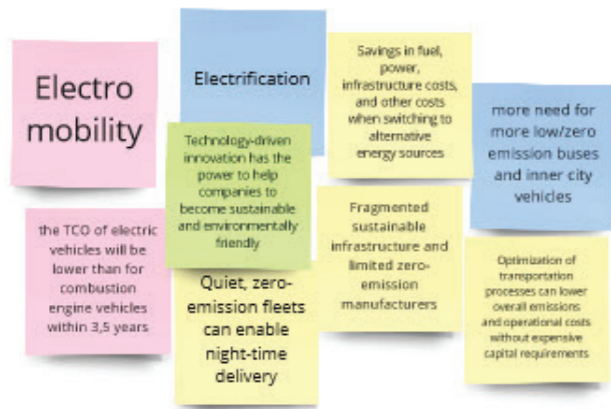 Electro
mobility
Electrification
Savings in fuel,
power,
infrastructure costs,
and other costs
when switching to
alternative
energy sources
more need for
more low/zero
emission buses
and inner city
vehicles
Technology-driven
innovation has the
power to help
companies to
become sustainable
and environmentally
friendly
the TCO of electric
vehicles will be
lower than for
combustion
engine vehicles
within 3,5 years
Quiet, zero-
emission fleets
can enable
night-time
delivery
Fragmented
sustainable
infrastructure and
limited zero-
emission
manufacturers
Optimization of
transportation
processes can lower
overall emissions
and operational costs
without expensive
capital requirements